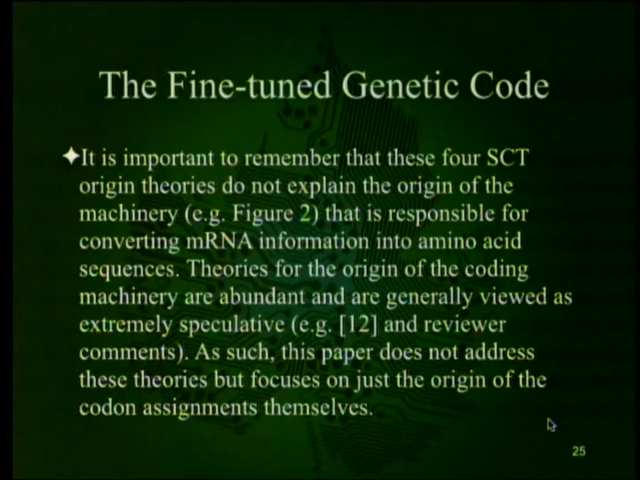 The Fine-tuned Genetic Code
It is important to remember that these four SCT
origin theories do not explain the origin of the
machinery (e.g. Figure 2) that is responsible for
converting mRNA information into amino acid
sequences. Theories for the origin of the coding
machinery are abundant and are generally viewed as
extremely speculative (e.g. [12] and reviewer
comments). As such, this paper does not address
these theories but focuses on just the origin of the
codon assignments themselves.
25